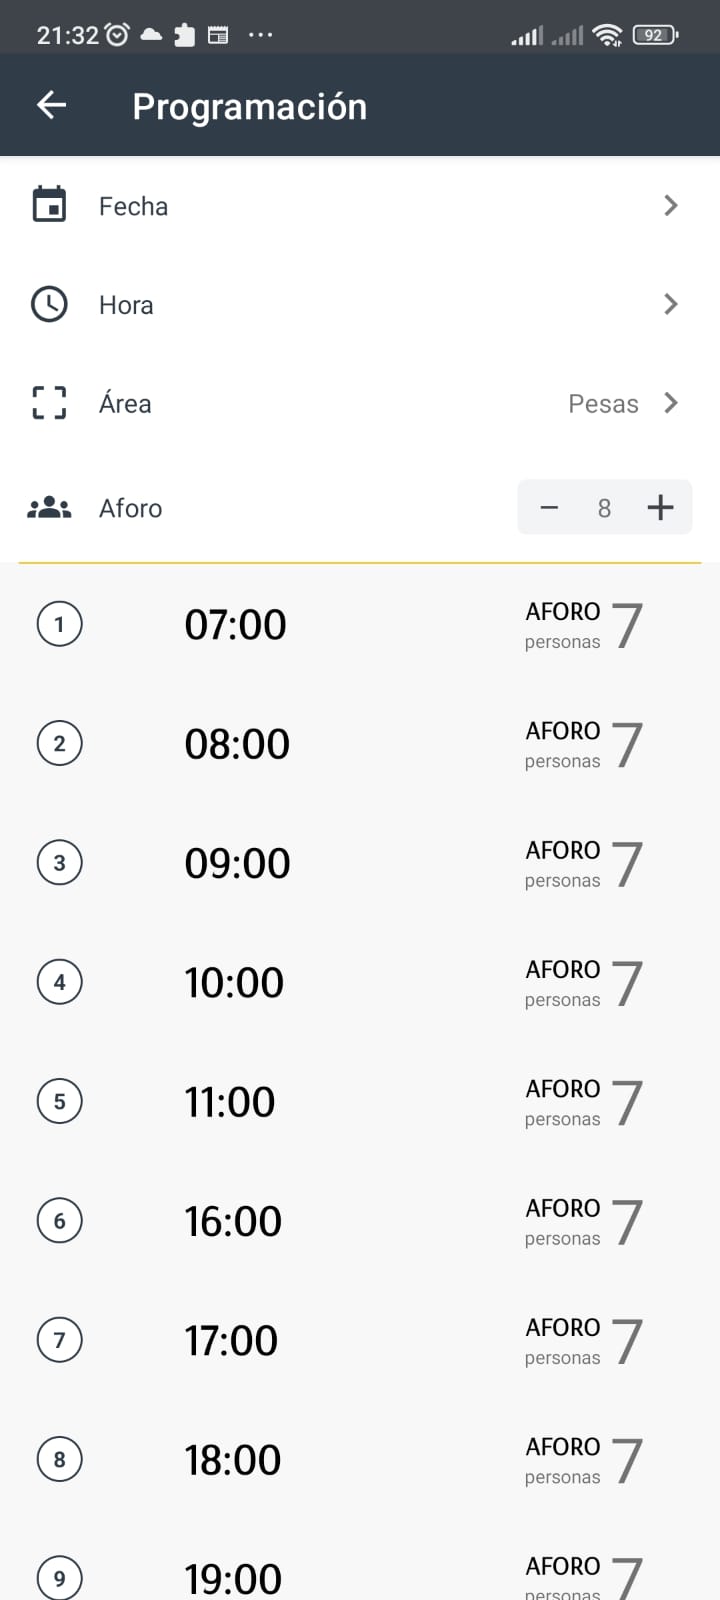 21:32 92
Programación
Fecha
Hora
Área Pesas
Aforo − 8 +
1 07:00 AFORO 7
personas
2 08:00 AFORO 7
personas
3 09:00 AFORO 7
personas
4 10:00 AFORO 7
personas
5 11:00 AFORO 7
personas
6 16:00 AFORO 7
personas
7 17:00 AFORO 7
personas
8 18:00 AFORO 7
personas
9 19:00 AFORO 7
personas